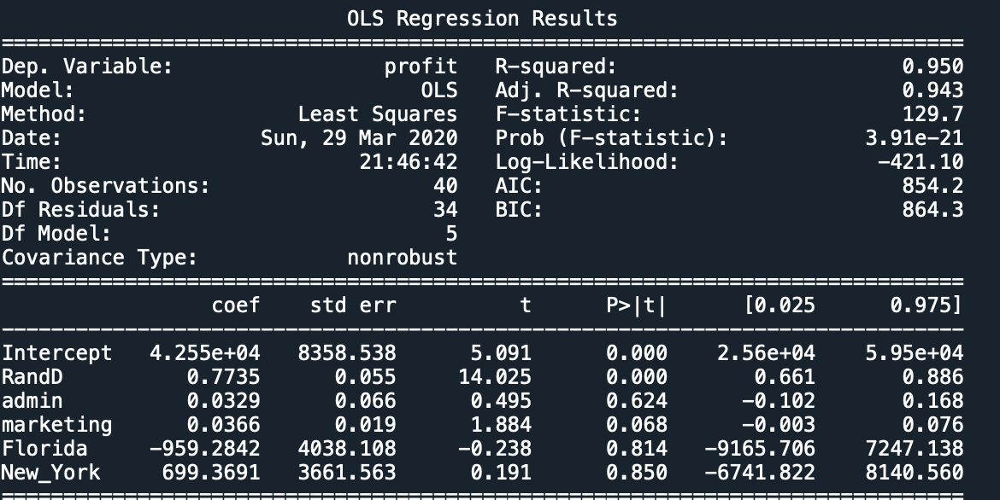 OLS Regression Results
==============================================================================
Dep. Variable:                 profit   R-squared:                       0.950
Model:                            OLS   Adj. R-squared:                  0.943
Method:                 Least Squares   F-statistic:                     129.7
Date:                Sun, 29 Mar 2020   Prob (F-statistic):           3.91e-21
Time:                        21:46:42   Log-Likelihood:                -421.10
No. Observations:                  40   AIC:                             854.2
Df Residuals:                      34   BIC:                             864.3
Df Model:                           5
Covariance Type:            nonrobust
==============================================================================
                 coef    std err          t      P>|t|      [0.025      0.975]
------------------------------------------------------------------------------
Intercept   4.255e+04   8358.538      5.091      0.000    2.56e+04    5.95e+04
RandD          0.7735      0.055     14.025      0.000       0.661       0.886
admin          0.0329      0.066      0.495      0.624      -0.102       0.168
marketing      0.0366      0.019      1.884      0.068      -0.003       0.076
Florida     -959.2842   4038.108     -0.238      0.814   -9165.706    7247.138
New_York     699.3691   3661.563      0.191      0.850   -6741.822    8140.560
==============================================================================